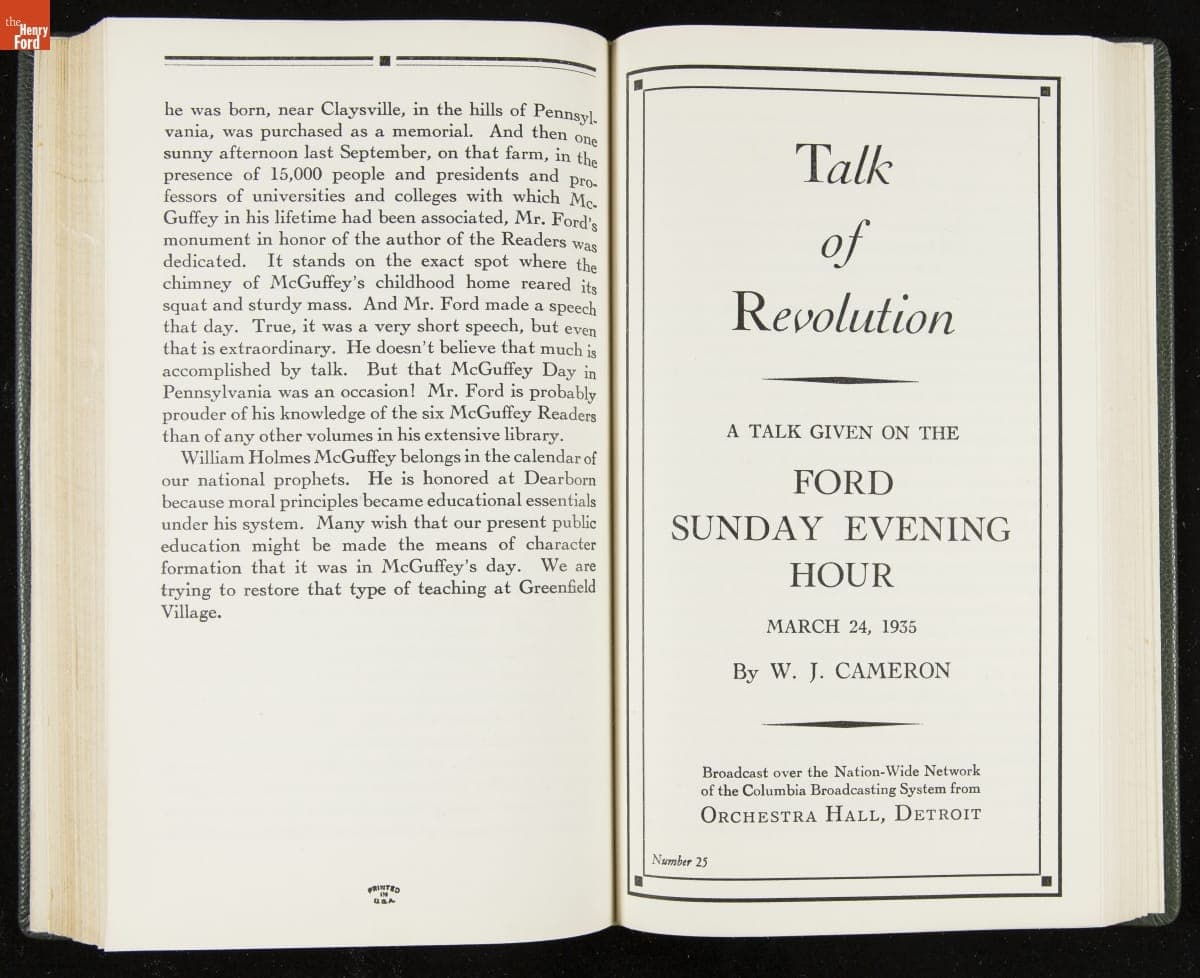 the
Henry
Ford
he was born, near Claysville, in the hills of Pennsyl-
vania, was purchased as a memorial. And then one
sunny afternoon last September, on that farm, in the
presence of 15,000 people and presidents and pro-
fessors of universities and colleges with which Mc-
Guffey in his lifetime had been associated, Mr. Ford's
monument in honor of the author of the Readers was
dedicated. It stands on the exact spot where the
chimney of McGuffey's childhood home reared its
squat and sturdy mass. And Mr. Ford made a speech
that day. True, it was a very short speech, but even
that is extraordinary. He doesn't believe that much is
accomplished by talk. But that McGuffey Day in
Pennsylvania was an occasion! Mr. Ford is probably
prouder of his knowledge of the six McGuffey Readers
than of any other volumes in his extensive library.
William Holmes McGuffey belongs in the calendar of
our national prophets. He is honored at Dearborn
because moral principles became educational essentials
under his system. Many wish that our present public
education might be made the means of character
formation that it was in McGuffey's day. We are
trying to restore that type of teaching at Greenfield
Village.
PRINTED
IN
U.S.A.
Talk
of
Revolution
A TALK GIVEN ON THE
FORD
SUNDAY EVENING
HOUR
MARCH 24, 1935
By W. J. CAMERON
Broadcast over the Nation-Wide Network
of the Columbia Broadcasting System from
ORCHESTRA HALL, DETROIT
Number 25